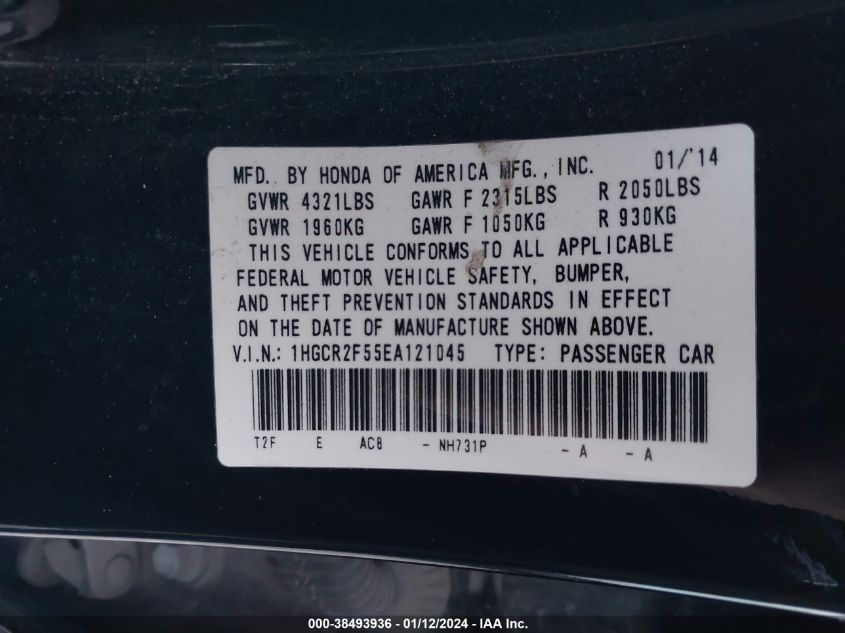 MFD. BY HONDA OF AMERICA MFG., INC. 01/'14
GVWR 4321LBS GAWR F 2315LBS R 2050LBS
GVWR 1960KG GAWR F 1050KG R 930KG
THIS VEHICLE CONFORMS TO ALL APPLICABLE
FEDERAL MOTOR VEHICLE SAFETY, BUMPER,
AND THEFT PREVENTION STANDARDS IN EFFECT
ON THE DATE OF MANUFACTURE SHOWN ABOVE.
V.I.N.: 1HGCR2F55EA121045 TYPE: PASSENGER CAR
T2F E AC8 - NH731P - A - A
000-38493936 - 01/12/2024 - IAA Inc.